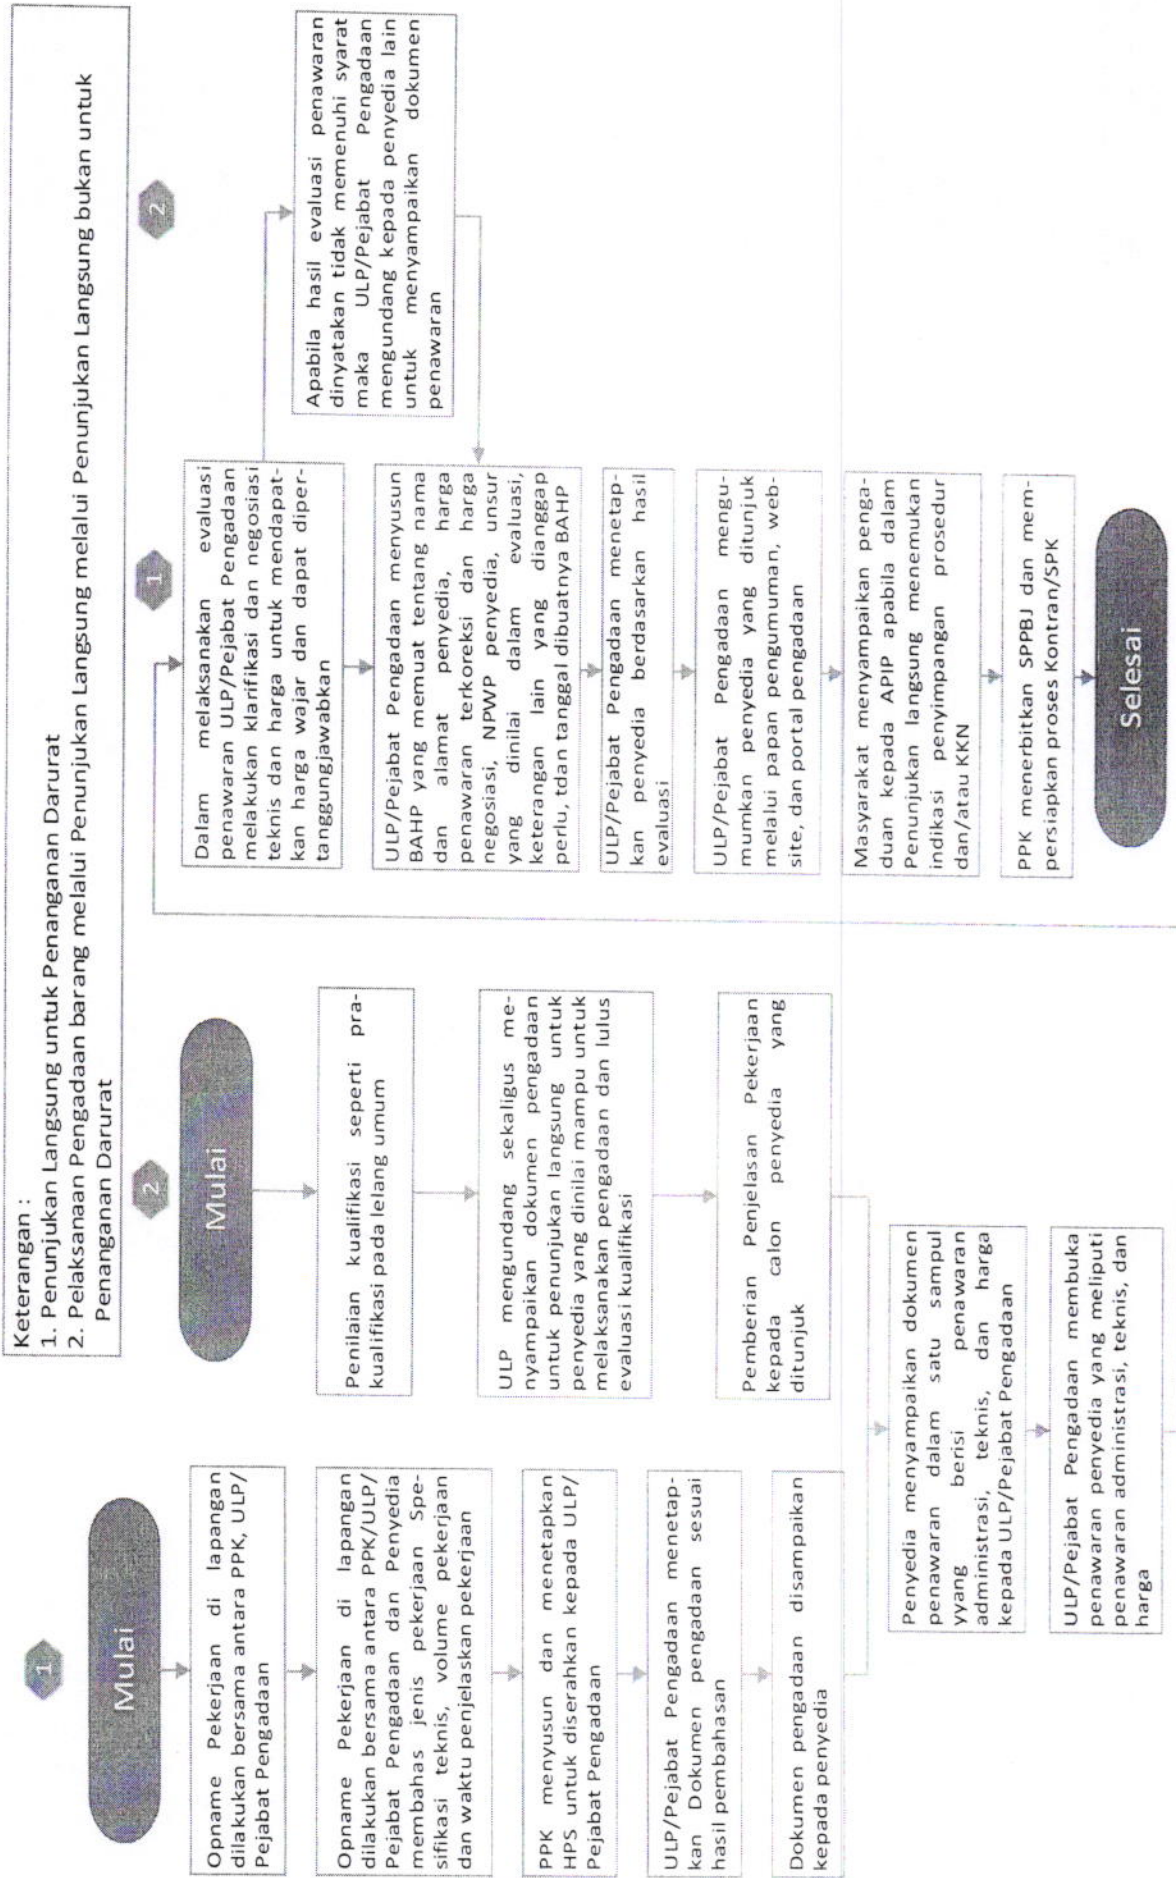 Keterangan :
1. Penunjukan Langsung untuk Penanganan Darurat
2. Pelaksanaan Pengadaan barang melalui Penunjukan Langsung melalui Penunjukan Langsung bukan untuk
Penanganan Darurat
1
Mulai
Opname Pekerjaan di lapangan
dilakukan bersama antara PPK, ULP/
Pejabat Pengadaan
Opname Pekerjaan di lapangan
dilakukan bersama antara PPK/ULP/
Pejabat Pengadaan dan Penyedia
membahas jenis pekerjaan Spe-
sifikasi teknis, volume pekerjaan
dan waktu penjelaskan pekerjaan
PPK menyusun dan menetapkan
HPS untuk diserahkan kepada ULP/
Pejabat Pengadaan
ULP/Pejabat Pengadaan menetap-
kan Dokumen pengadaan sesuai
hasil pembahasan
Dokumen pengadaan disampaikan
kepada penyedia
2
Mulai
Penilaian kualifikasi seperti pra-
kualifikasi pada lelang umum
ULP mengundang sekaligus me-
nyampaikan dokumen pengadaan
untuk penunjukan langsung untuk
penyedia yang dinilai mampu untuk
melaksanakan pengadaan dan lulus
evaluasi kualifikasi
Pemberian Penjelasan Pekerjaan
kepada calon penyedia yang
ditunjuk
Penyedia menyampaikan dokumen
penawaran dalam satu sampul
yyang berisi penawaran
administrasi, teknis, dan harga
kepada ULP/Pejabat Pengadaan
ULP/Pejabat Pengadaan membuka
penawaran penyedia yang meliputi
penawaran administrasi, teknis, dan
harga
1
Dalam melaksanakan evaluasi
penawaran ULP/Pejabat Pengadaan
melakukan klarifikasi dan negosiasi
teknis dan harga untuk mendapat-
kan harga wajar dan dapat diper-
tanggungjawabkan
ULP/Pejabat Pengadaan menyusun
BAHP yang memuat tentang nama
dan alamat penyedia, harga
penawaran terkoreksi dan harga
negosiasi, NPWP penyedia, unsur
yang dinilai dalam evaluasi,
keterangan lain yang dianggap
perlu, tdan tanggal dibuatnya BAHP
ULP/Pejabat Pengadaan menetap-
kan penyedia berdasarkan hasil
evaluasi
ULP/Pejabat Pengadaan mengu-
mumkan penyedia yang ditunjuk
melalui papan pengumuman, web-
site, dan portal pengadaan
Masyarakat menyampaikan penga-
duan kepada APIP apabila dalam
Penunjukan langsung menemukan
indikasi penyimpangan prosedur
dan/atau KKN
PPK menerbitkan SPPBJ dan mem-
persiapkan proses Kontran/SPK
Selesai
2
Apabila hasil evaluasi penawaran
dinyatakan tidak memenuhi syarat
maka ULP/Pejabat Pengadaan
mengundang kepada penyedia lain
untuk menyampaikan dokumen
penawaran